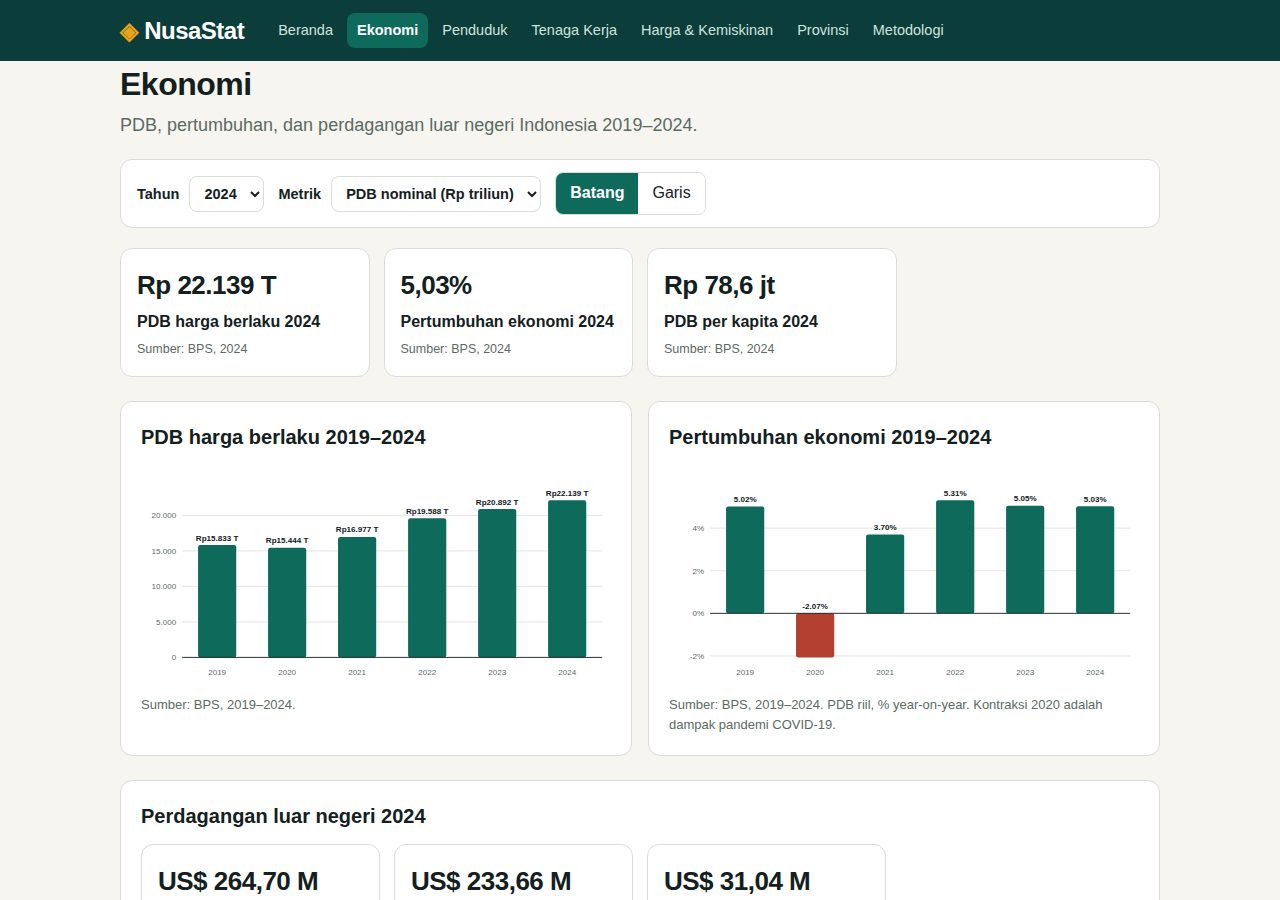 ◈ NusaStat Beranda Ekonomi Penduduk Tenaga Kerja Harga & Kemiskinan Provinsi Metodologi
Ekonomi
PDB, pertumbuhan, dan perdagangan luar negeri Indonesia 2019–2024.
Tahun 2024 Metrik PDB nominal (Rp triliun) Batang Garis
Rp 22.139 T
PDB harga berlaku 2024
Sumber: BPS, 2024
5,03%
Pertumbuhan ekonomi 2024
Sumber: BPS, 2024
Rp 78,6 jt
PDB per kapita 2024
Sumber: BPS, 2024
PDB harga berlaku 2019–2024
Rp15.833 T Rp15.444 T Rp16.977 T Rp19.588 T Rp20.892 T Rp22.139 T
20.000
15.000
10.000
5.000
0
2019 2020 2021 2022 2023 2024
Sumber: BPS, 2019–2024.
Pertumbuhan ekonomi 2019–2024
5.02% -2.07% 3.70% 5.31% 5.05% 5.03%
4%
2%
0%
-2%
2019 2020 2021 2022 2023 2024
Sumber: BPS, 2019–2024. PDB riil, % year-on-year. Kontraksi 2020 adalah
dampak pandemi COVID-19.
Perdagangan luar negeri 2024
US$ 264,70 M
US$ 233,66 M
US$ 31,04 M